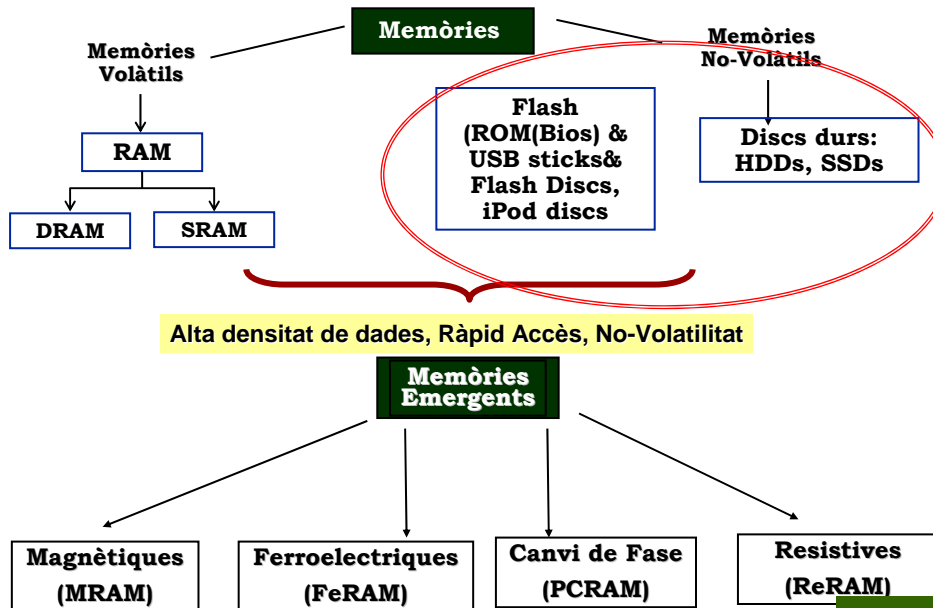 Memòries
Memòries
Volàtils
Memòries
No-Volàtils
RAM
DRAM
SRAM
Flash
(ROM(Bios) &
USB sticks&
Flash Discs,
iPod discs
Discs durs:
HDDs, SSDs
Alta densitat de dades, Ràpid Accès, No-Volatilitat
Memòries
Emergents
Magnètiques
(MRAM)
Ferroelectriques
(FeRAM)
Canvi de Fase
(PCRAM)
Resistives
(ReRAM)